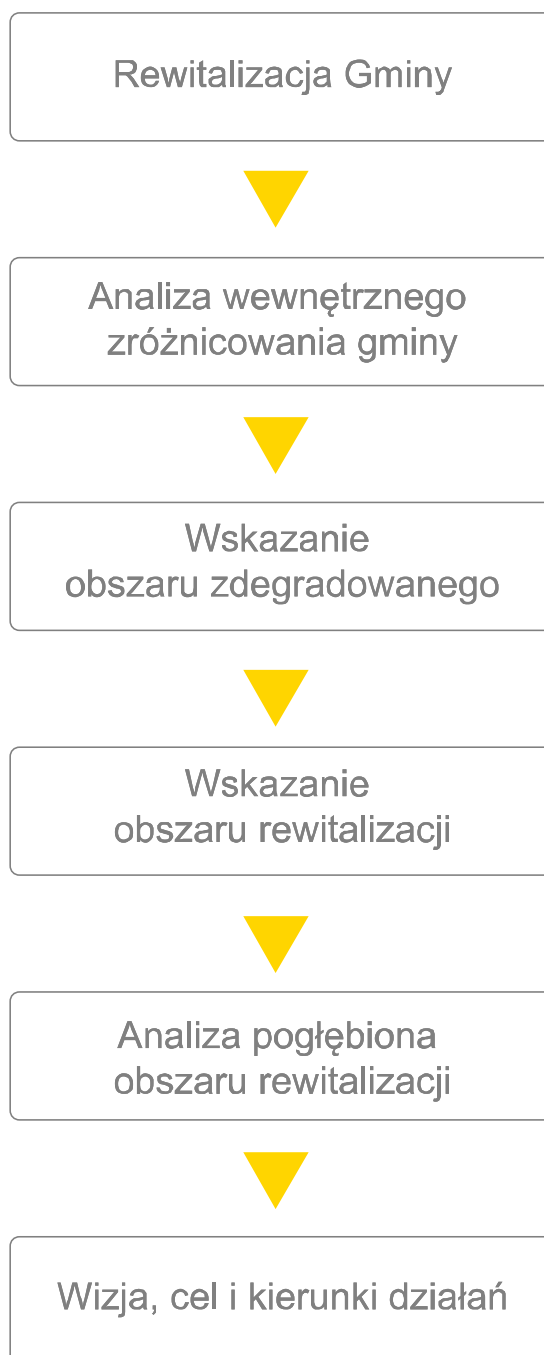 Rewitalizacja Gminy
Analiza wewnętrznego
zróżnicowania gminy
Wskazanie
obszaru zdegradowanego
Wskazanie
obszaru rewitalizacji
Analiza pogłębiona
obszaru rewitalizacji
Wizja, cel i kierunki działań